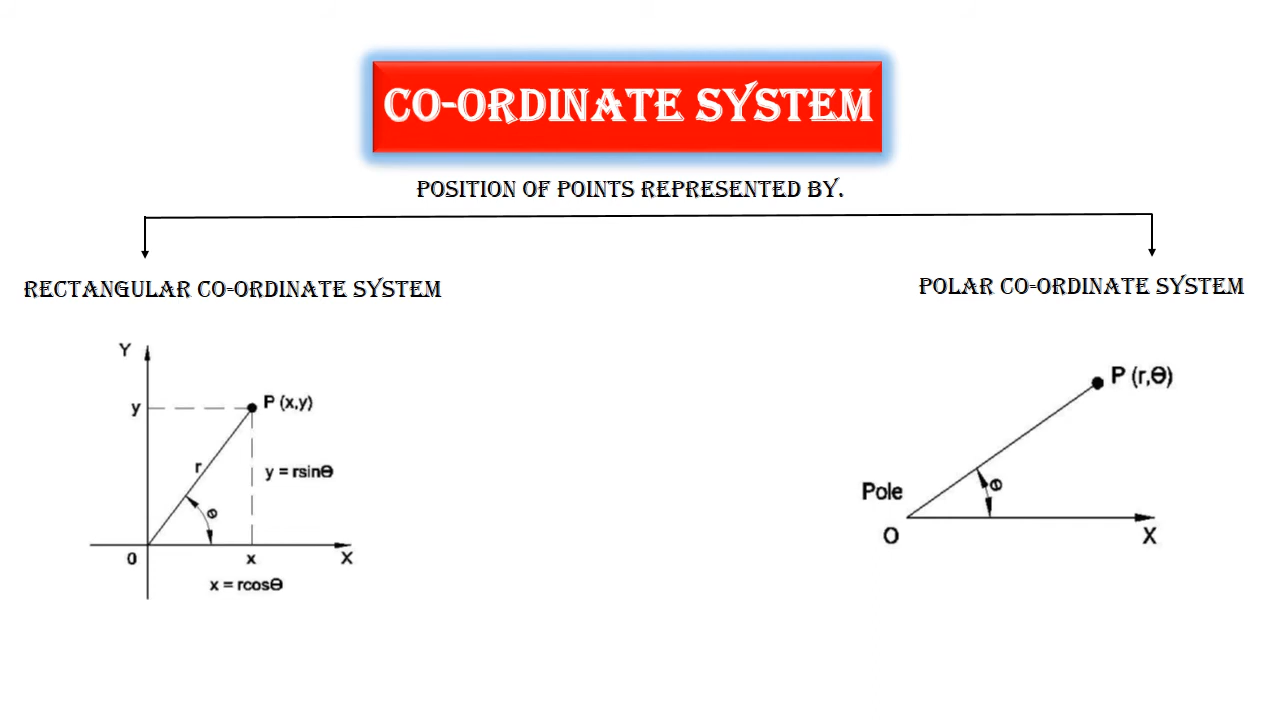 CO-ORDINATE SYSTEM
POSITION OF POINTS REPRESENTED BY.
RECTANGULAR CO-ORDINATE SYSTEM
POLAR CO-ORDINATE SYSTEM
Y
y
P (x,y)
r
y = rsinθ
θ
0
x
X
x = rcosθ
P (r,θ)
Pole
θ
O
X